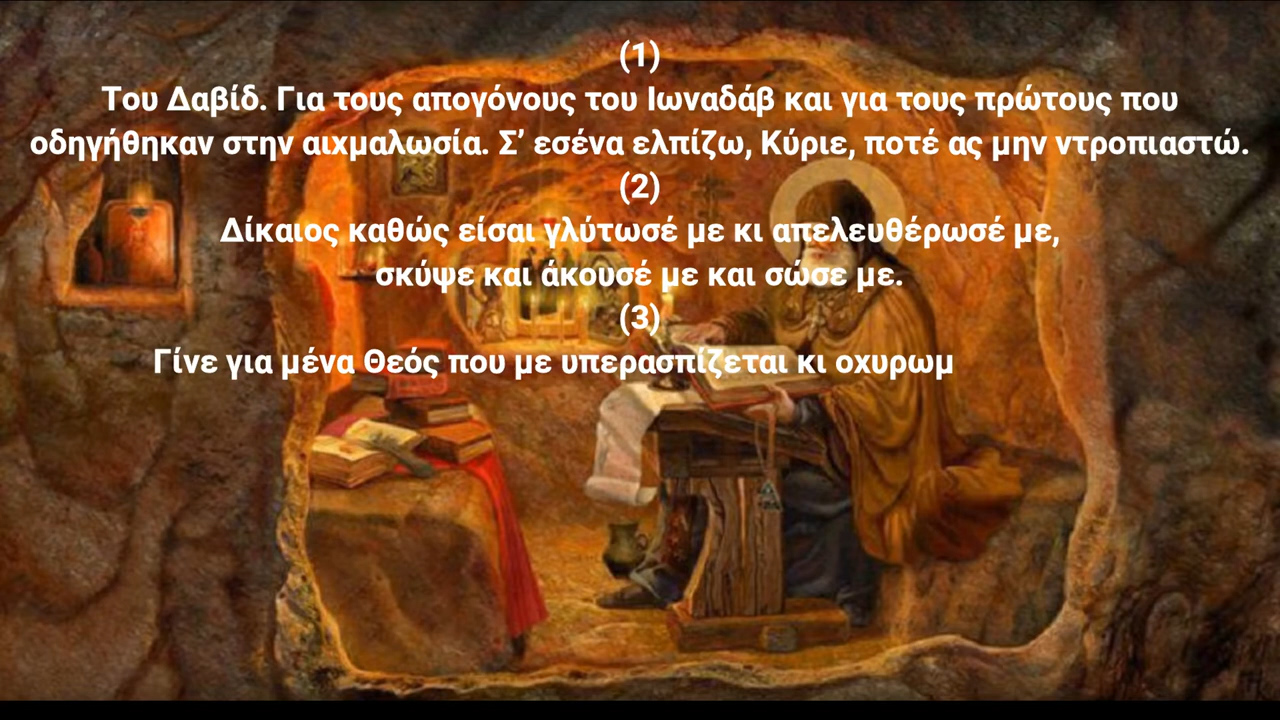 (1)
Του Δαβίδ. Για τους απογόνους του Ιωναδάβ και για τους πρώτους που
οδηγήθηκαν στην αιχμαλωσία. Σ’ εσένα ελπίζω, Κύριε, ποτέ ας μην ντροπιαστώ.
(2)
Δίκαιος καθώς είσαι γλύτωσέ με κι απελευθέρωσέ με,
σκύψε και άκουσέ με και σώσε με.
(3)
Γίνε για μένα Θεός που με υπερασπίζεται κι οχυρωμ